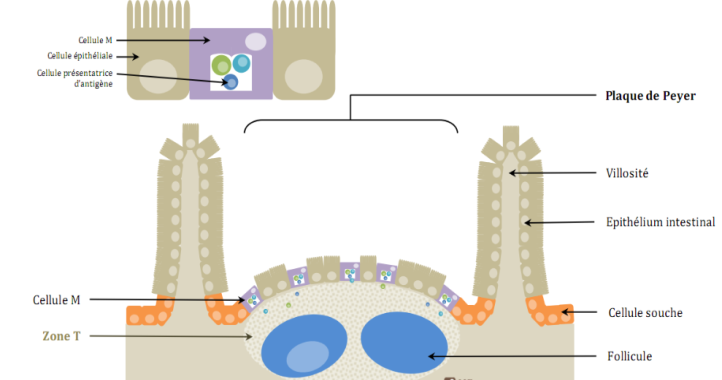 Cellule M
Cellule épithéliale
Cellule présentatrice
d'antigène
Plaque de Peyer
Villosité
Epithélium intestinal
Cellule M
Cellule souche
Zone T
Follicule